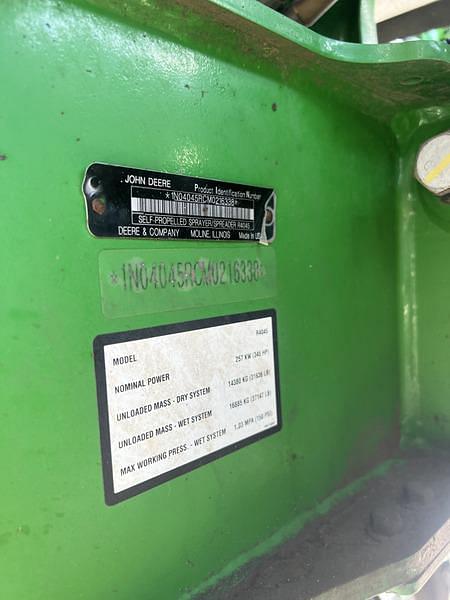 JOHN DEERE Product Identification Number
*1N04045RCM0216338*
SELF-PROPELLED SPRAYER/SPREADER R4045
DEERE & COMPANY MOLINE, ILLINOIS Made in USA
*1N04045RCM0216338*
MODEL R4045
NOMINAL POWER 257 KW (345 HP)
UNLOADED MASS - DRY SYSTEM 14380 KG (31636 LB)
UNLOADED MASS - WET SYSTEM 16885 KG (37147 LB)
MAX WORKING PRESS. - WET SYSTEM 1.03 MPA (150 PSI)